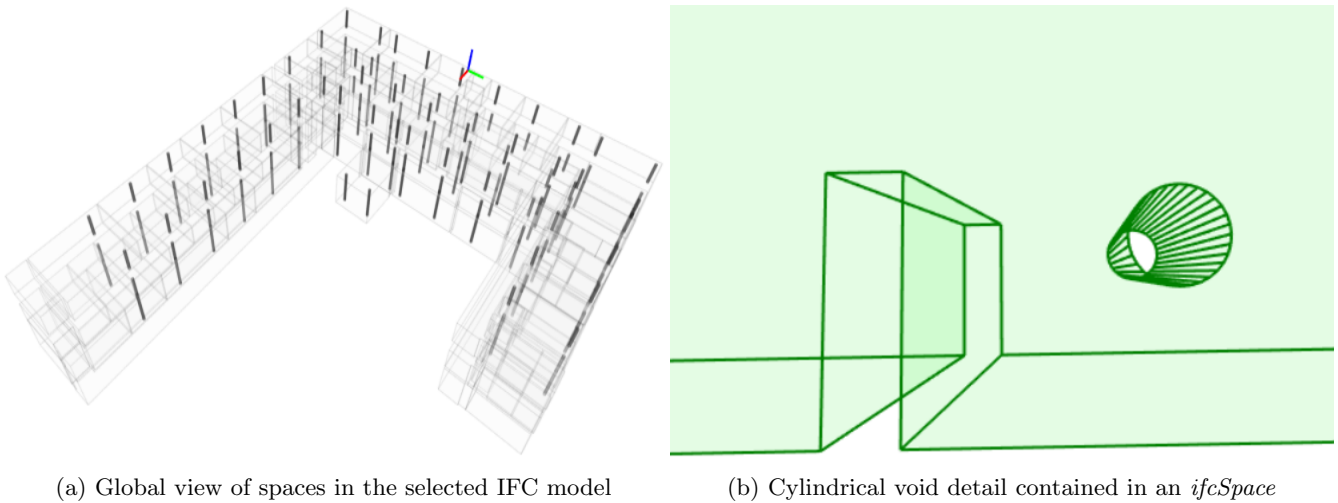 (a) Global view of spaces in the selected IFC model
(b) Cylindrical void detail contained in an ifcSpace